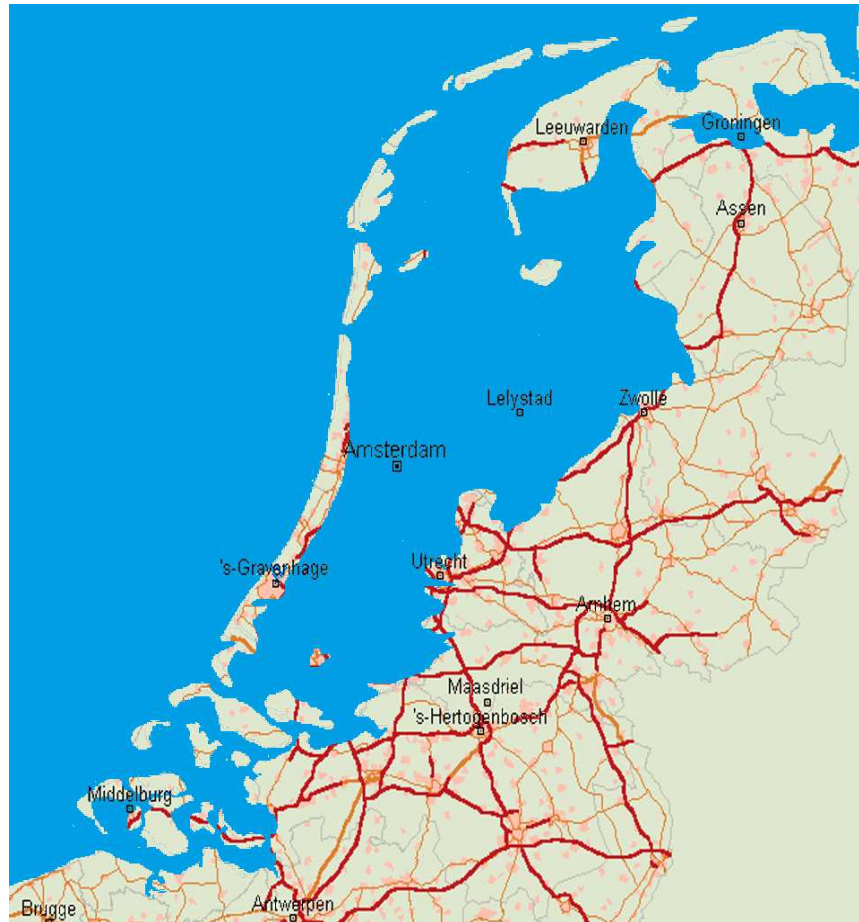 Leeuwarden
Groningen
Assen
Lelystad
Zwolle
Amsterdam
Utrecht
's-Gravenhage
Arnhem
Maasdriel
's-Hertogenbosch
Middelburg
Antwerpen
Brugge